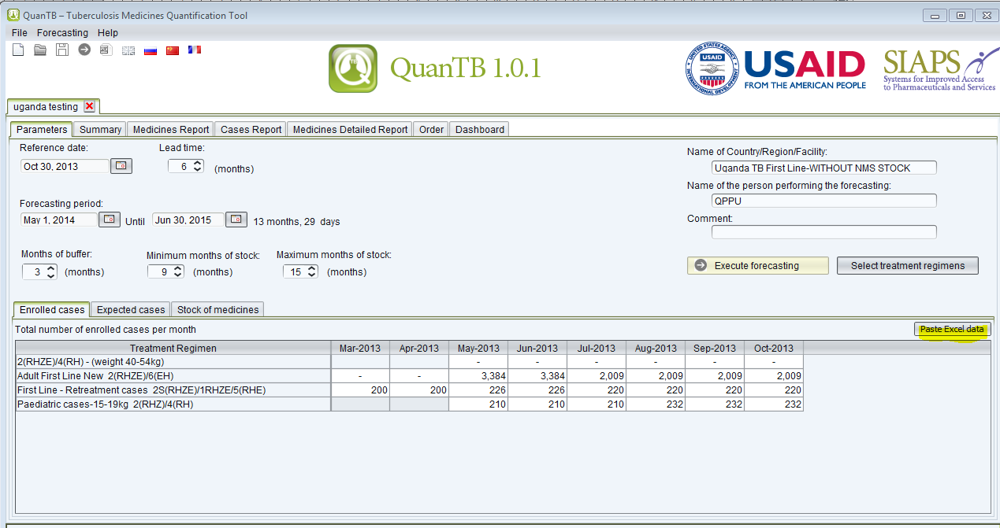 QuanTB – Tuberculosis Medicines Quantification Tool
File Forecasting Help
QuanTB 1.0.1
UNITED STATES AGENCY
USAID
INTERNATIONAL DEVELOPMENT
USAID
FROM THE AMERICAN PEOPLE
SIAPS
Systems for Improved Access
to Pharmaceuticals and Services
uganda testing
Parameters Summary Medicines Report Cases Report Medicines Detailed Report Order Dashboard
Reference date: Lead time:
Oct 30, 2013 6 (months)
Name of Country/Region/Facility:
Uganda TB First Line-WITHOUT NMS STOCK
Name of the person performing the forecasting:
QPPU
Comment:
Forecasting period:
May 1, 2014 Until Jun 30, 2015 13 months, 29 days
Months of buffer: Minimum months of stock: Maximum months of stock:
3 (months) 9 (months) 15 (months)
Execute forecasting Select treatment regimens
Enrolled cases Expected cases Stock of medicines
Total number of enrolled cases per month Paste Excel data
Treatment Regimen Mar-2013 Apr-2013 May-2013 Jun-2013 Jul-2013 Aug-2013 Sep-2013 Oct-2013
2(RHZE)/4(RH) - (weight 40-54kg) - - - - - -
Adult First Line New 2(RHZE)/6(EH) - - 3,384 3,384 2,009 2,009 2,009 2,009
First Line - Retreatment cases 2S(RHZE)/1RHZE/5(RHE) 200 200 226 226 220 220 220 220
Paediatric cases-15-19kg 2(RHZ)/4(RH) 210 210 210 232 232 232